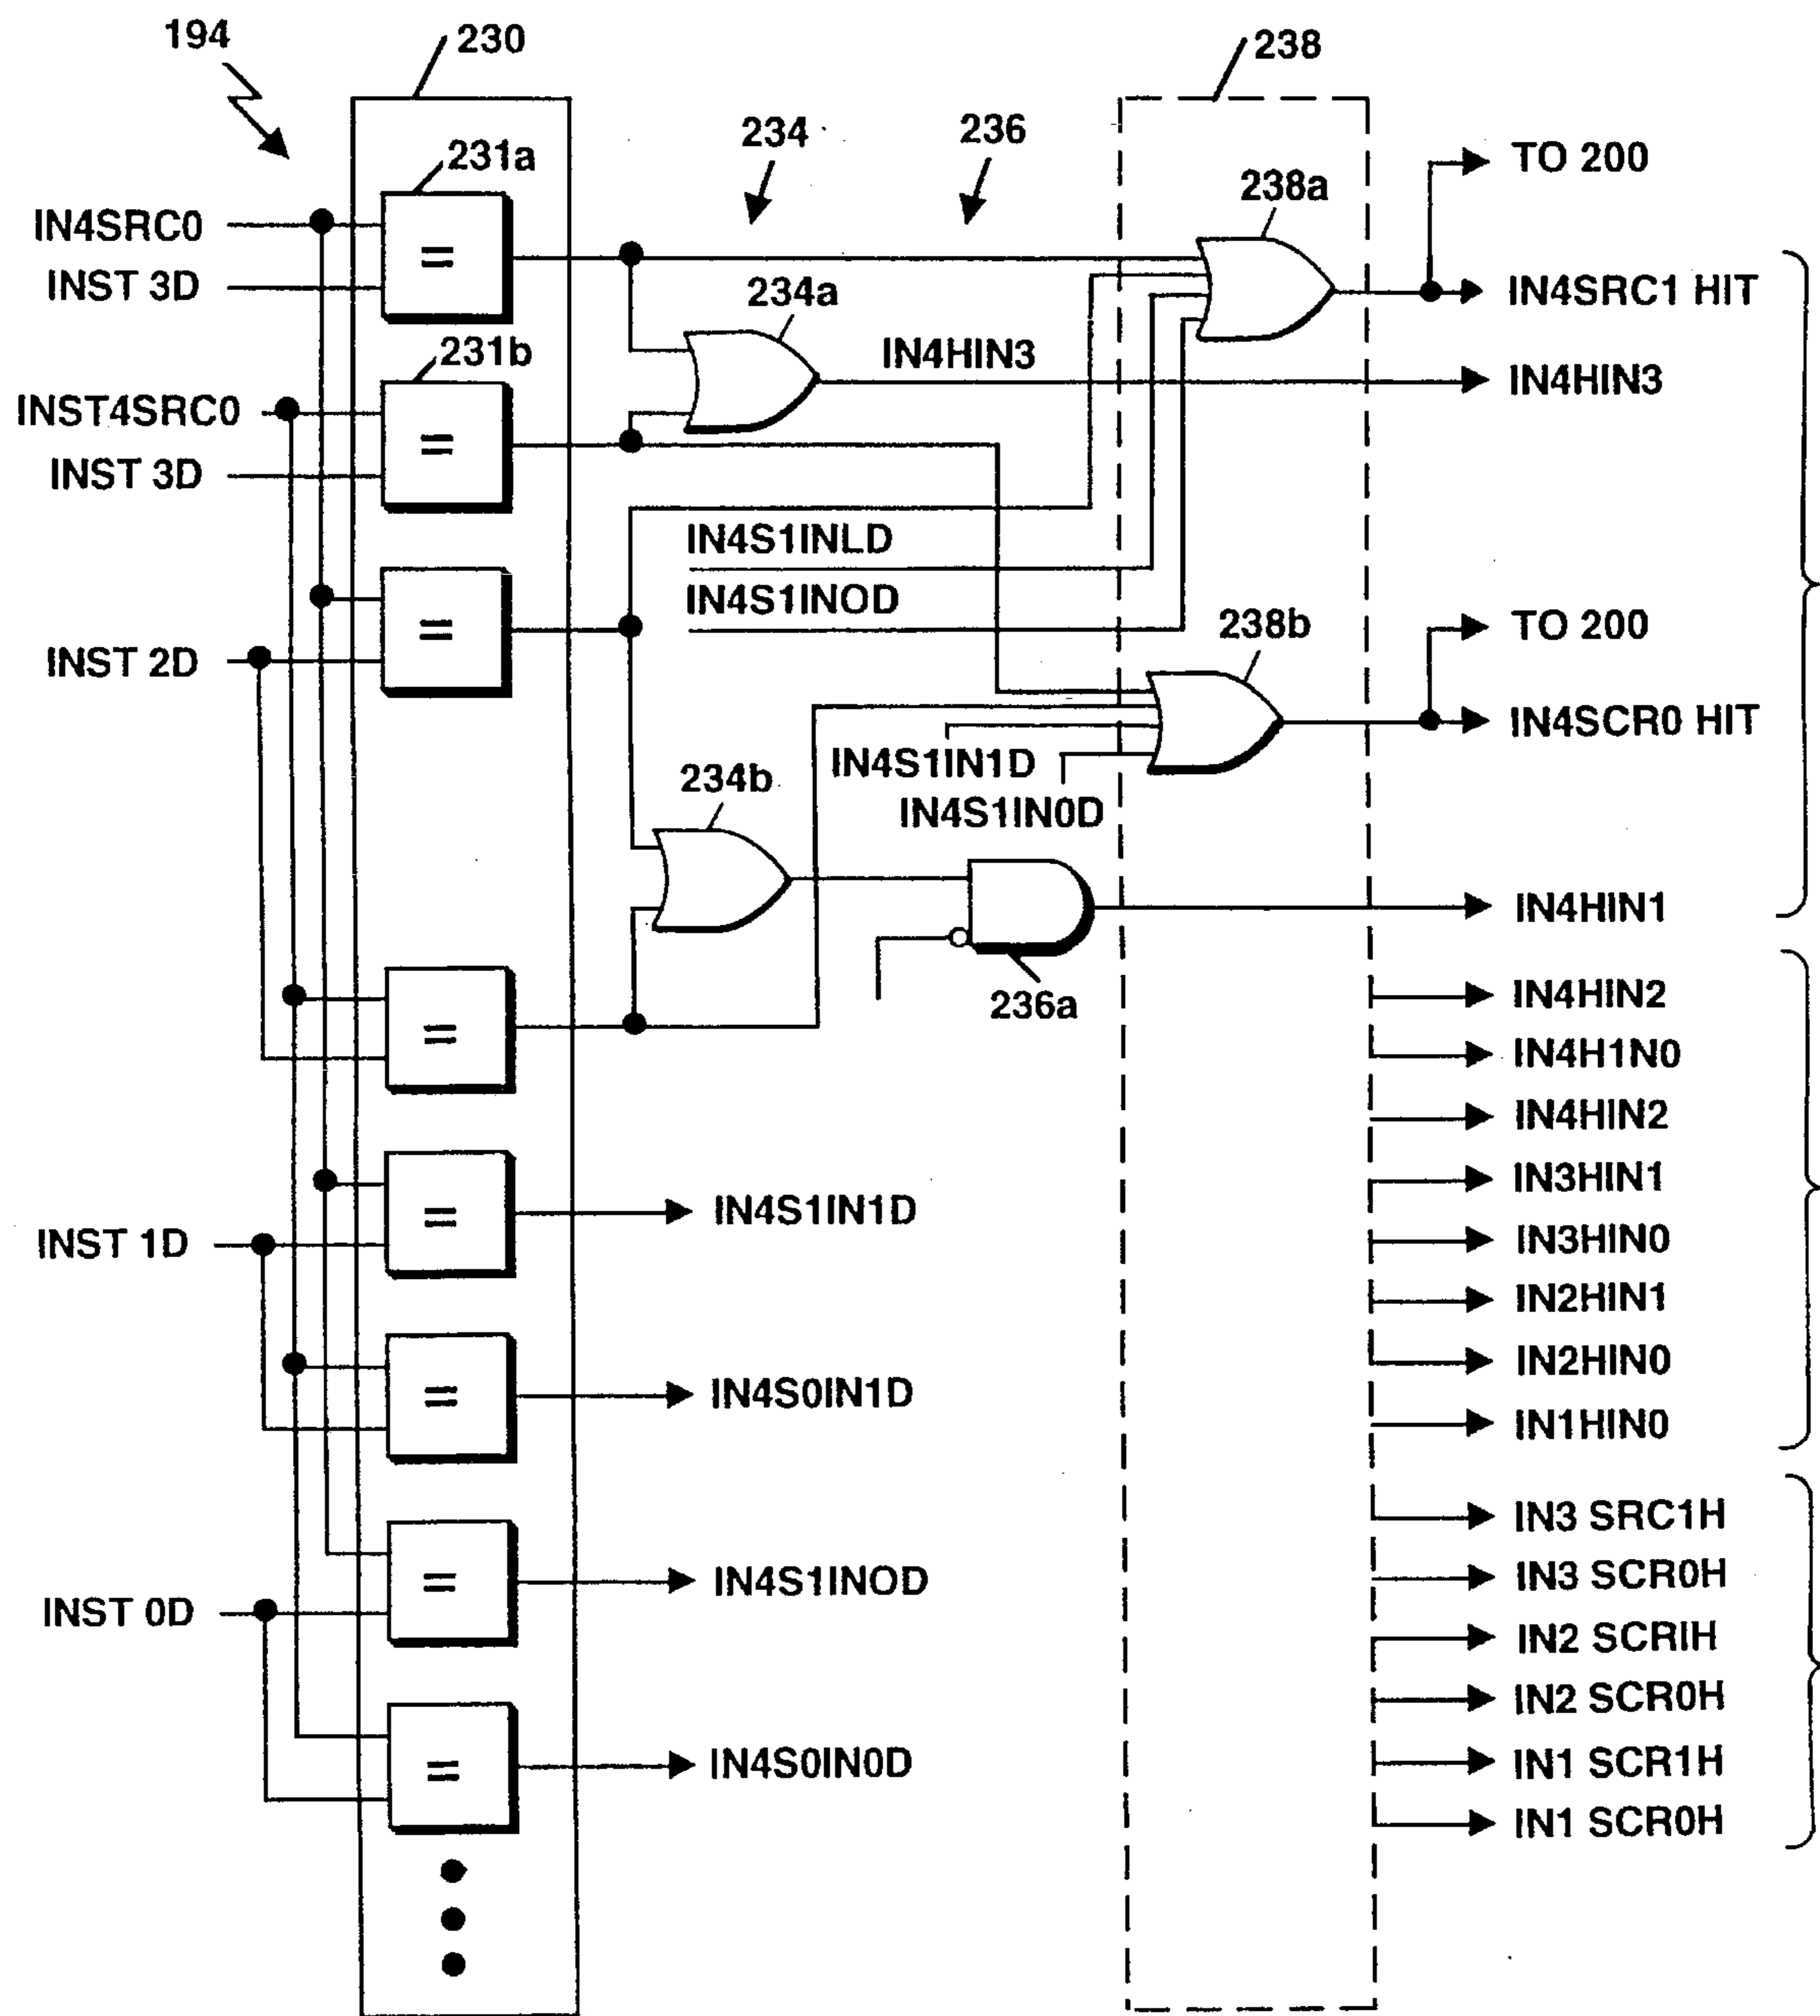 194
230
238
231a
234
236
TO 200
238a
IN4SRC0
=
INST 3D
IN4SRC1 HIT
234a
231b
IN4HIN3
IN4HIN3
INST4SRC0
=
INST 3D
IN4S1INLD
IN4S1INOD
TO 200
238b
=
INST 2D
IN4SCR0 HIT
IN4S1IN1D
234b
IN4S1IN0D
IN4HIN1
236a
IN4HIN2
=
IN4H1N0
IN4HIN2
IN3HIN1
=
IN4S1IN1D
INST 1D
IN3HIN0
IN2HIN1
IN2HIN0
=
IN4S0IN1D
IN1HIN0
IN3 SRC1H
=
IN4S1INOD
IN3 SCR0H
INST 0D
IN2 SCRIH
IN2 SCR0H
=
IN4S0IN0D
IN1 SCR1H
IN1 SCR0H